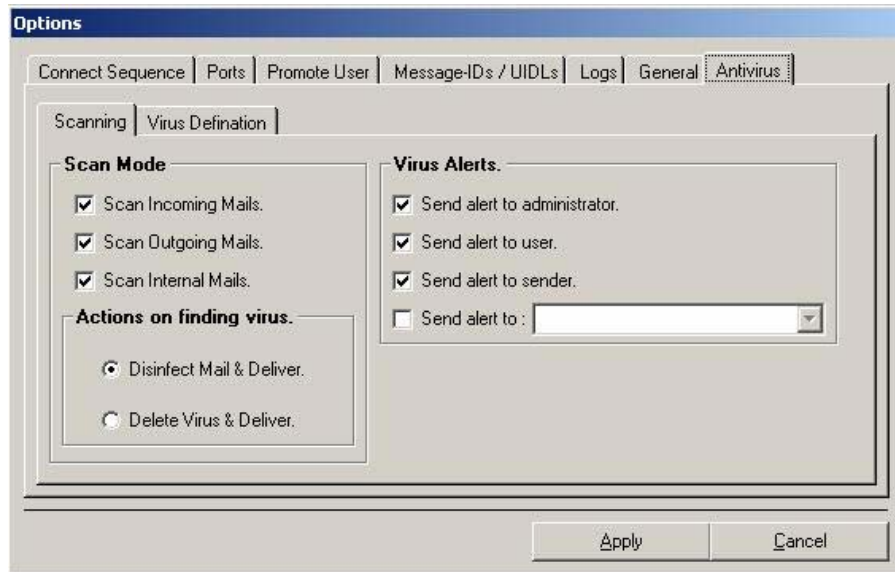 Options
Connect Sequence Ports Promote User Message-IDs / UIDLs Logs General Antivirus
Scanning Virus Defination
Scan Mode
Scan Incoming Mails.
Scan Outgoing Mails.
Scan Internal Mails.
Actions on finding virus.
Disinfect Mail & Deliver.
Delete Virus & Deliver.
Virus Alerts.
Send alert to administrator.
Send alert to user.
Send alert to sender.
Send alert to :
Apply Cancel